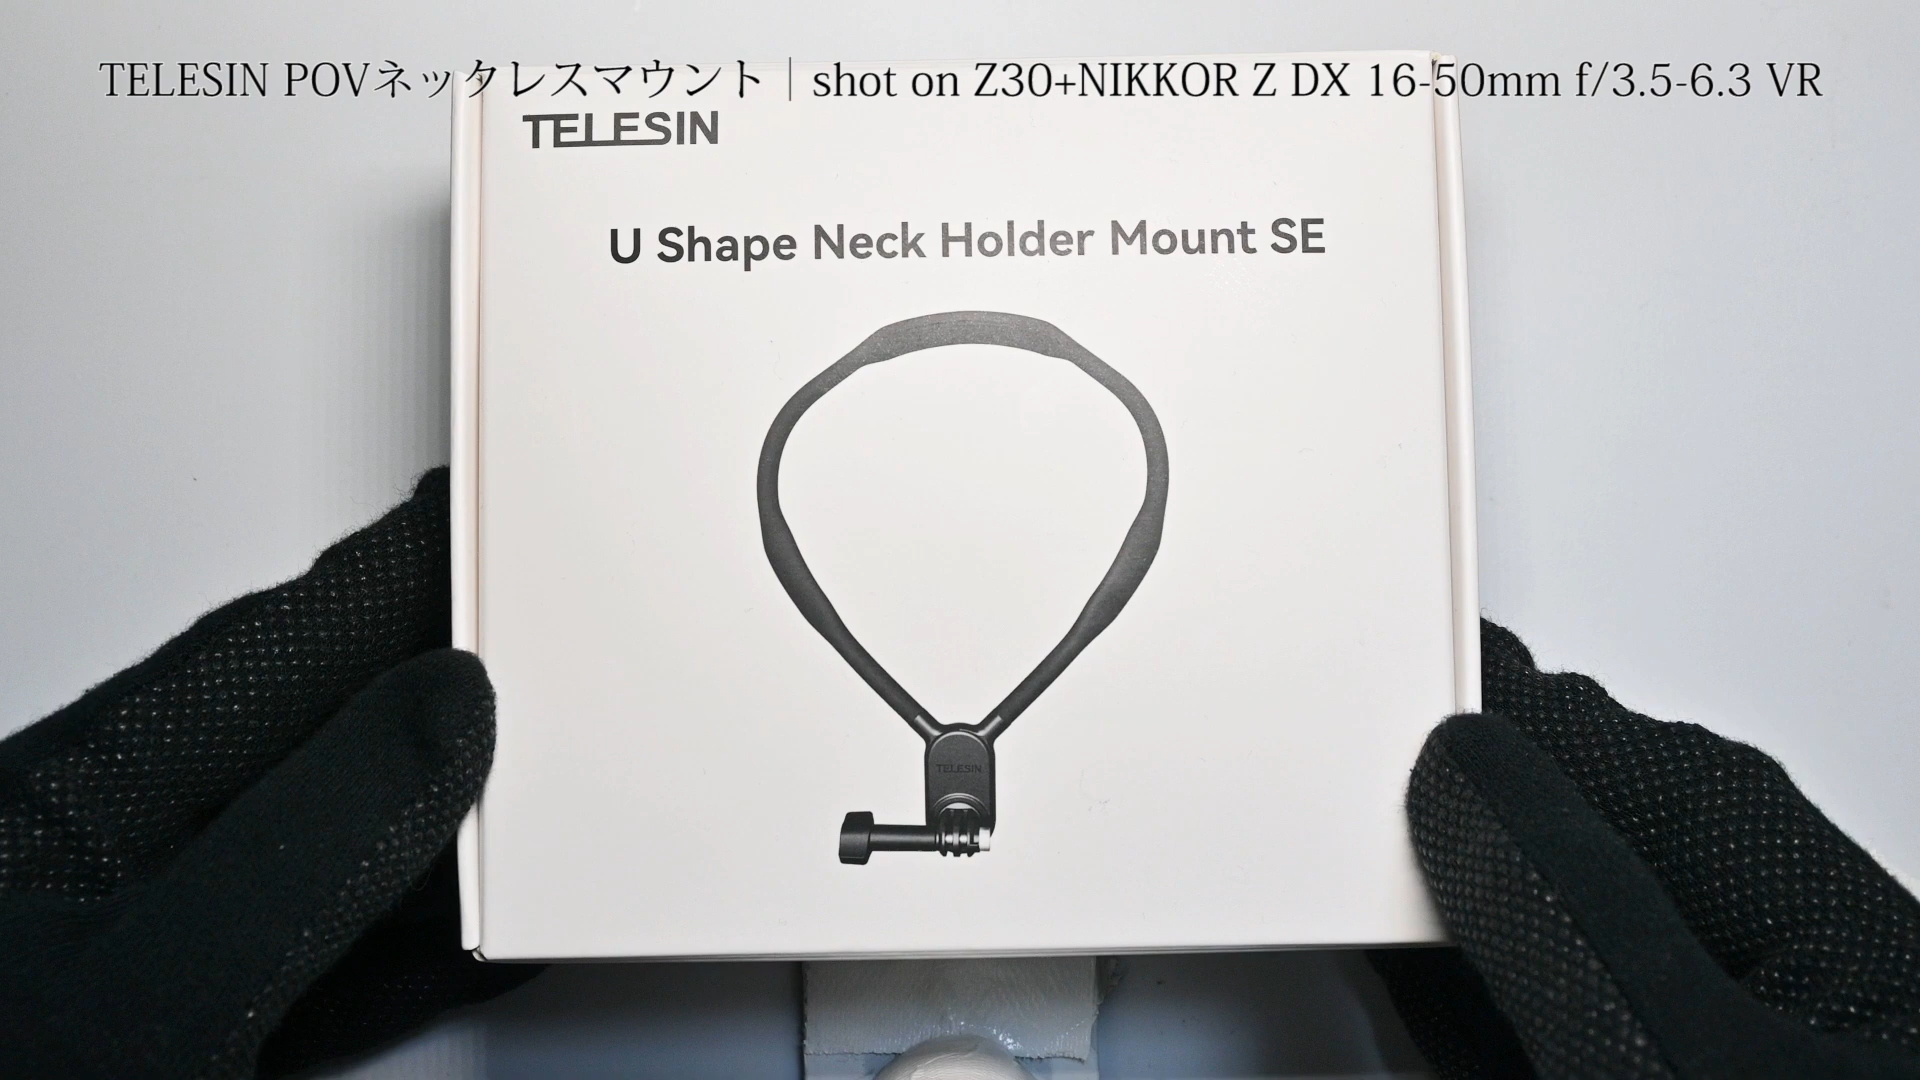 TELESIN POVネックレスマウント｜shot on Z30+NIKKOR Z DX 16-50mm f/3.5-6.3 VR
TELESIN
U Shape Neck Holder Mount SE
TELESIN